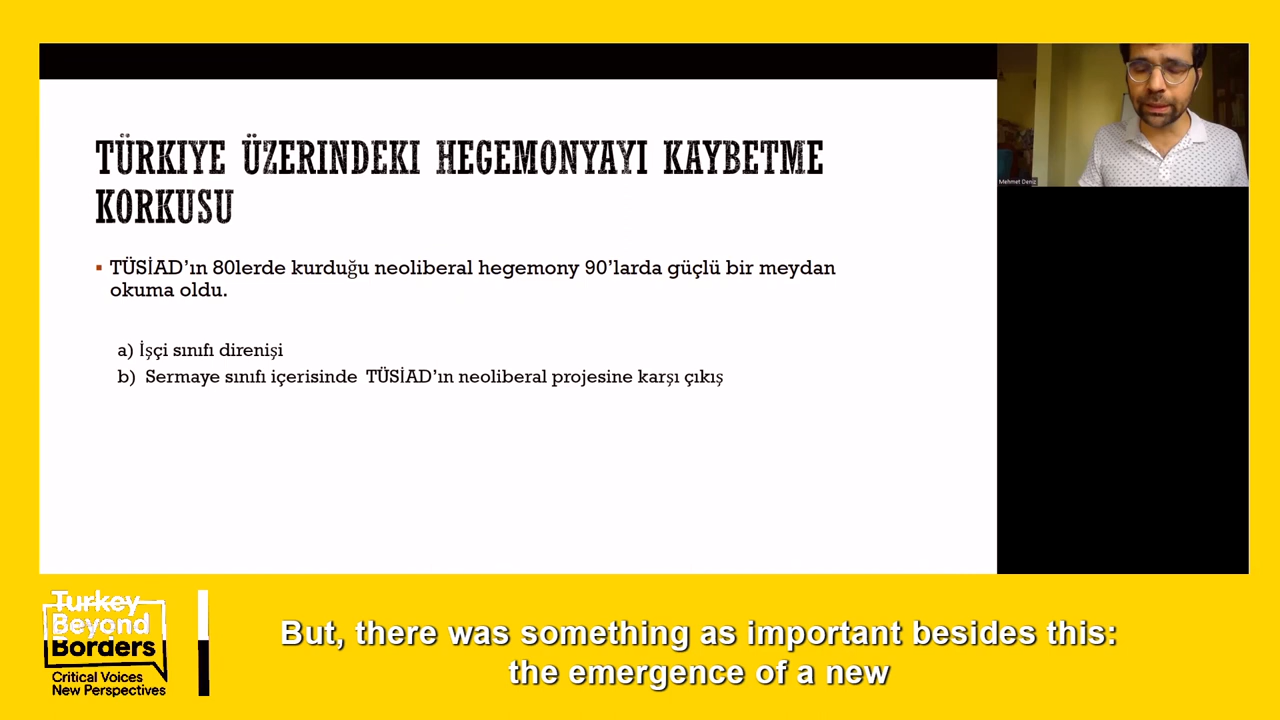 TÜRKIYE ÜZERINDEKI HEGEMONYAYI KAYBETME
KORKUSU
▪ TÜSİAD’ın 80lerde kurduğu neoliberal hegemony 90’larda güçlü bir meydan
okuma oldu.
a) İşçi sınıfı direnişi
b) Sermaye sınıfı içerisinde TÜSİAD’ın neoliberal projesine karşı çıkış
Mehmet Deniz
Turkey
Beyond
Borders
Critical Voices
New Perspectives
But, there was something as important besides this:
the emergence of a new